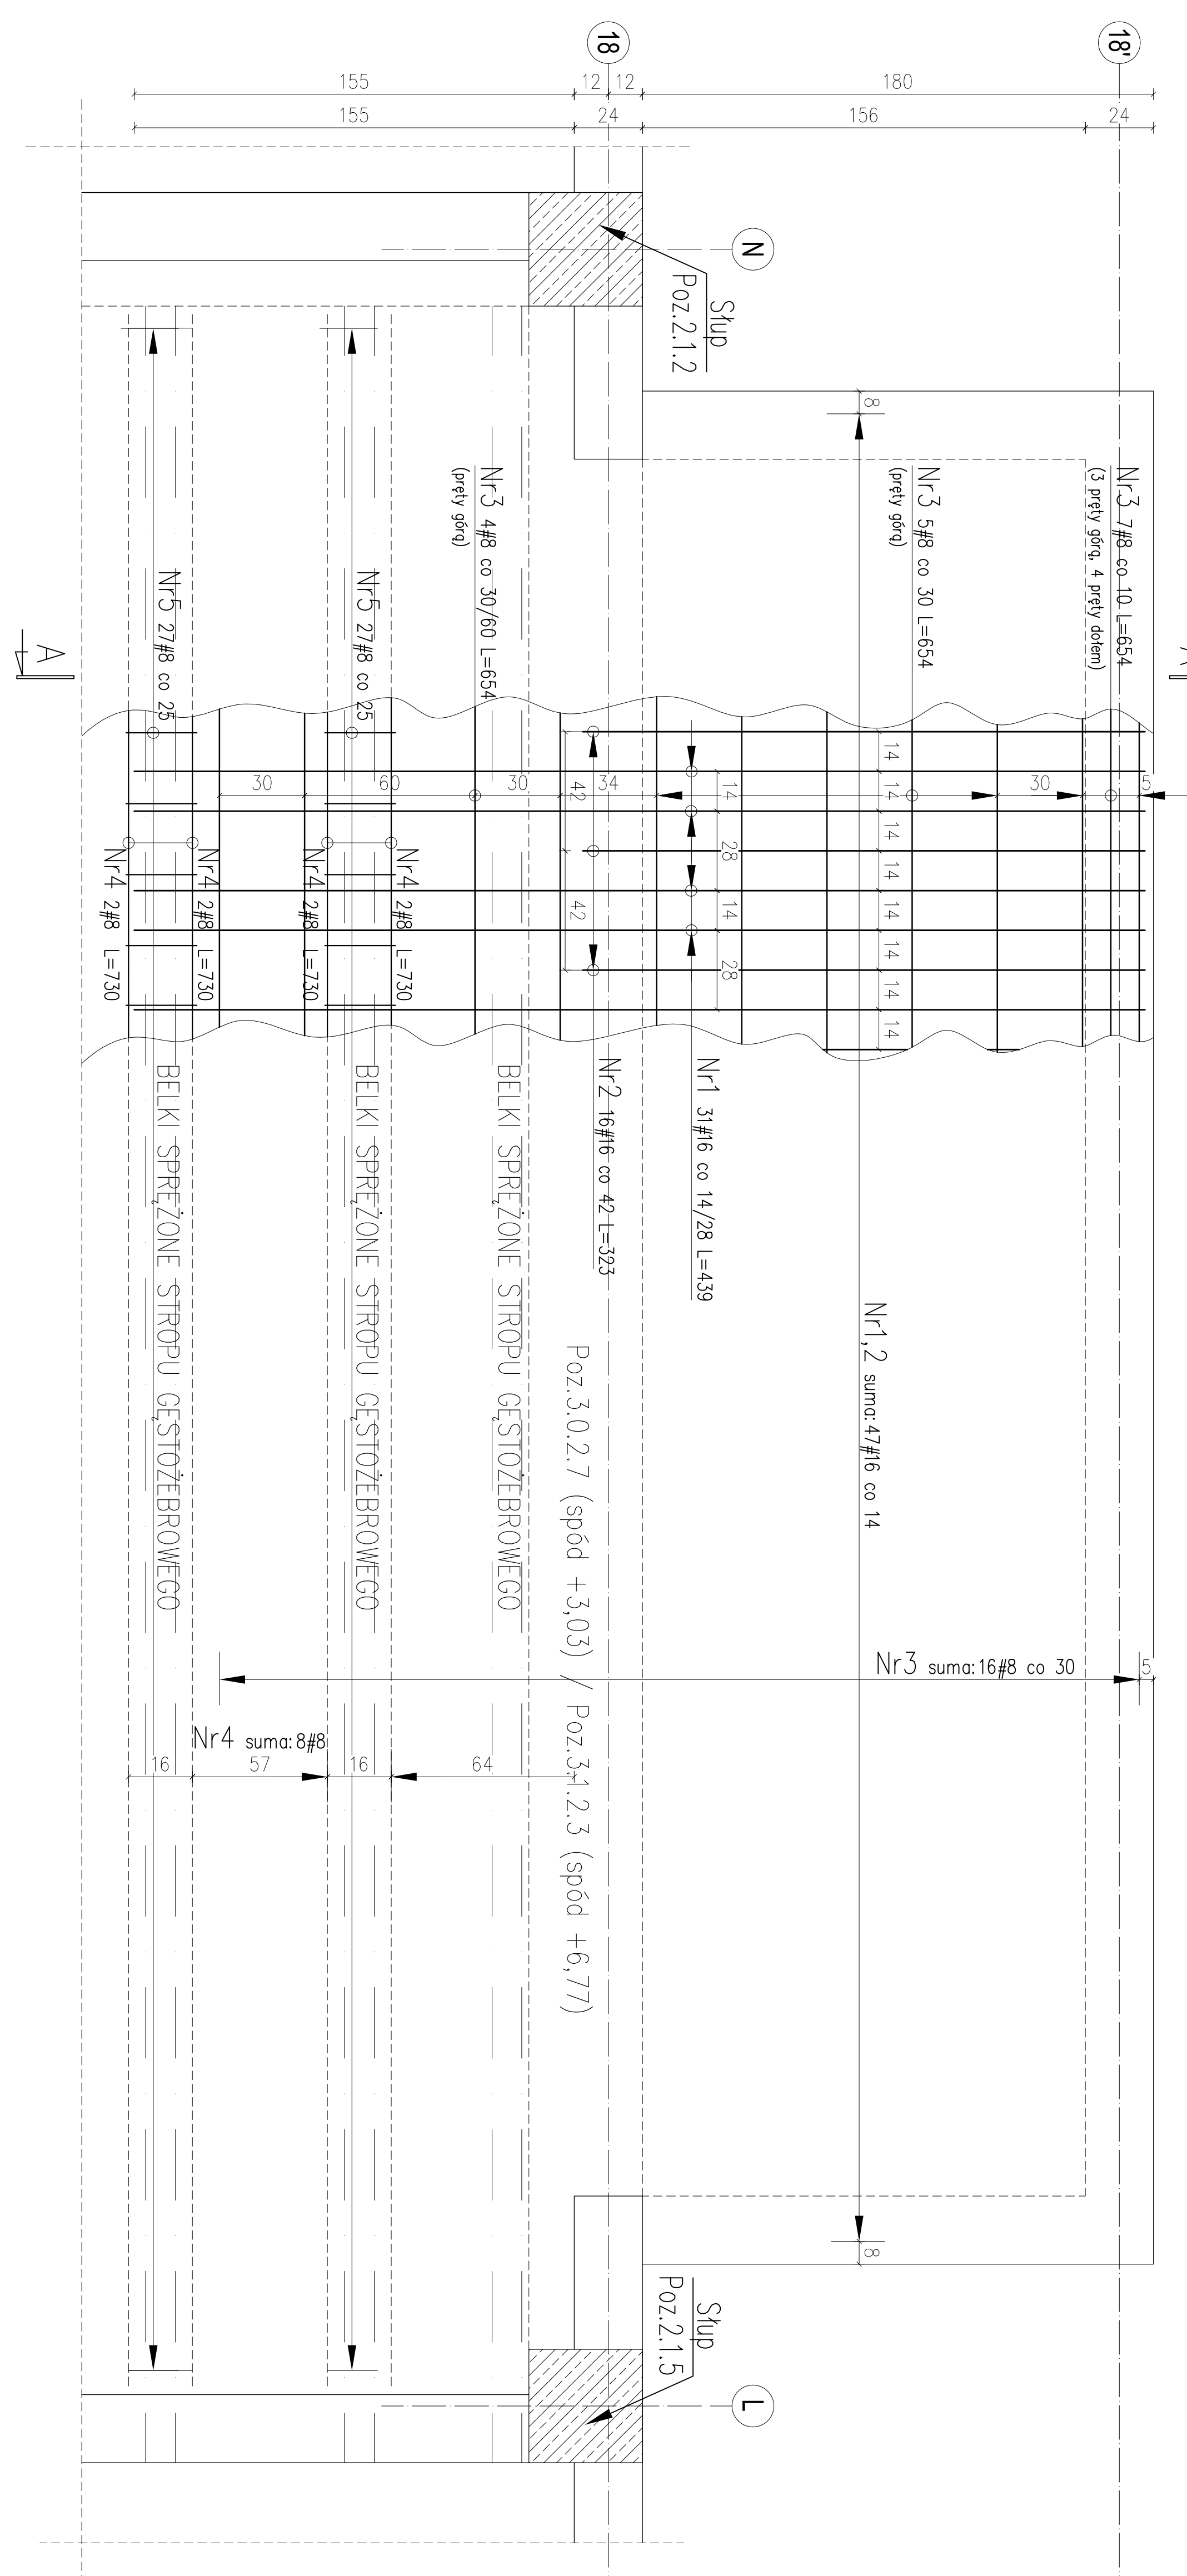 18
18'
155
12
12
180
155
24
156
24
N
Słup
Poz.2.1.2
8
Nr3 7#8 co 10 L=654
(3 pręty górą, 4 pręty dołem)
Nr3 5#8 co 30 L=654
(pręty górą)
Nr3 4#8 co 30/60 L=654
(pręty górą)
Nr5 27#8 co 25
Nr5 27#8 co 25
A
14
14
14
14
14
14
14
14
30
60
30
34
30
5
42
42
14
28
14
28
Nr4 2#8 L=730
Nr4 2#8 L=730
Nr4 2#8 L=730
Nr4 2#8 L=730
Nr2 16#16 co 42 L=323
Nr1 31#16 co 14/28 L=439
Nr1,2 suma:47#16 co 14
BELKI SPRĘŻONE STROPU GĘSTOŻEBROWEGO
BELKI SPRĘŻONE STROPU GĘSTOŻEBROWEGO
BELKI SPRĘŻONE STROPU GĘSTOŻEBROWEGO
Poz.3.0.2.7 (spód +3,03) / Poz.3.1.2.3 (spód +6,77)
Nr3 suma:16#8 co 30
5
Nr4 suma:8#8
16
57
16
64
8
Słup
Poz.2.1.5
L